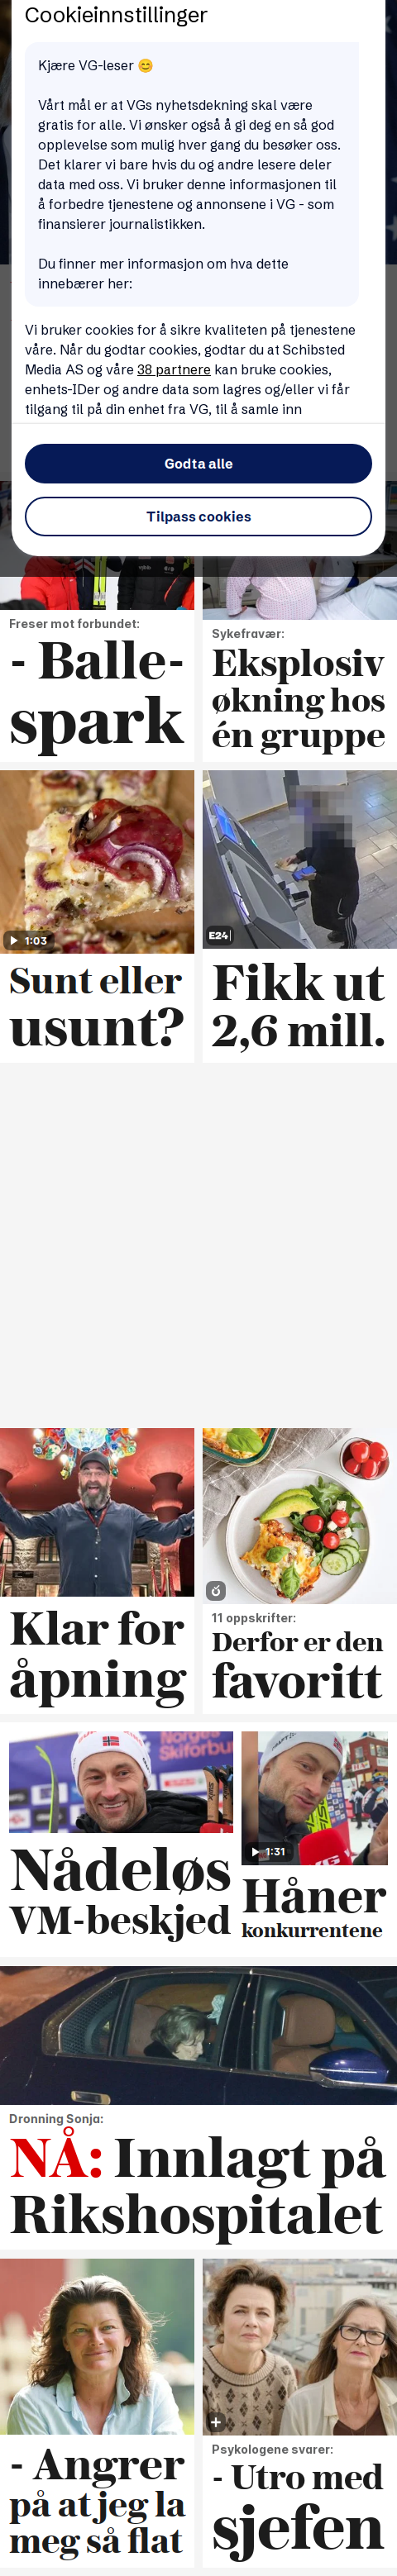 Cookieinnstillinger
Kjære VG-leser 😊
Vårt mål er at VGs nyhetsdekning skal være
gratis for alle. Vi ønsker også å gi deg en så god
opplevelse som mulig hver gang du besøker oss.
Det klarer vi bare hvis du og andre lesere deler
data med oss. Vi bruker denne informasjonen til
å forbedre tjenestene og annonsene i VG - som
finansierer journalistikken.
Du finner mer informasjon om hva dette
innebærer her:
Vi bruker cookies for å sikre kvaliteten på tjenestene
våre. Når du godtar cookies, godtar du at Schibsted
Media AS og våre 38 partnere kan bruke cookies,
enhets-IDer og andre data som lagres og/eller vi får
tilgang til på din enhet fra VG, til å samle inn
Godta alle
Tilpass cookies
Freser mot forbundet:
- Balle-
spark
Sykefravær:
Eksplosiv
økning hos
én gruppe
1:03
Sunt eller
usunt?
E24
Fikk ut
2,6 mill.
Klar for
åpning
11 oppskrifter:
Derfor er den
favoritt
Norges
Skiforbu
Nådeløs
VM-beskjed
VG
1:31
Håner
konkurrentene
Dronning Sonja:
NÅ: Innlagt på
Rikshospitalet
- Angrer
på at jeg la
meg så flat
Psykologene svarer:
- Utro med
sjefen